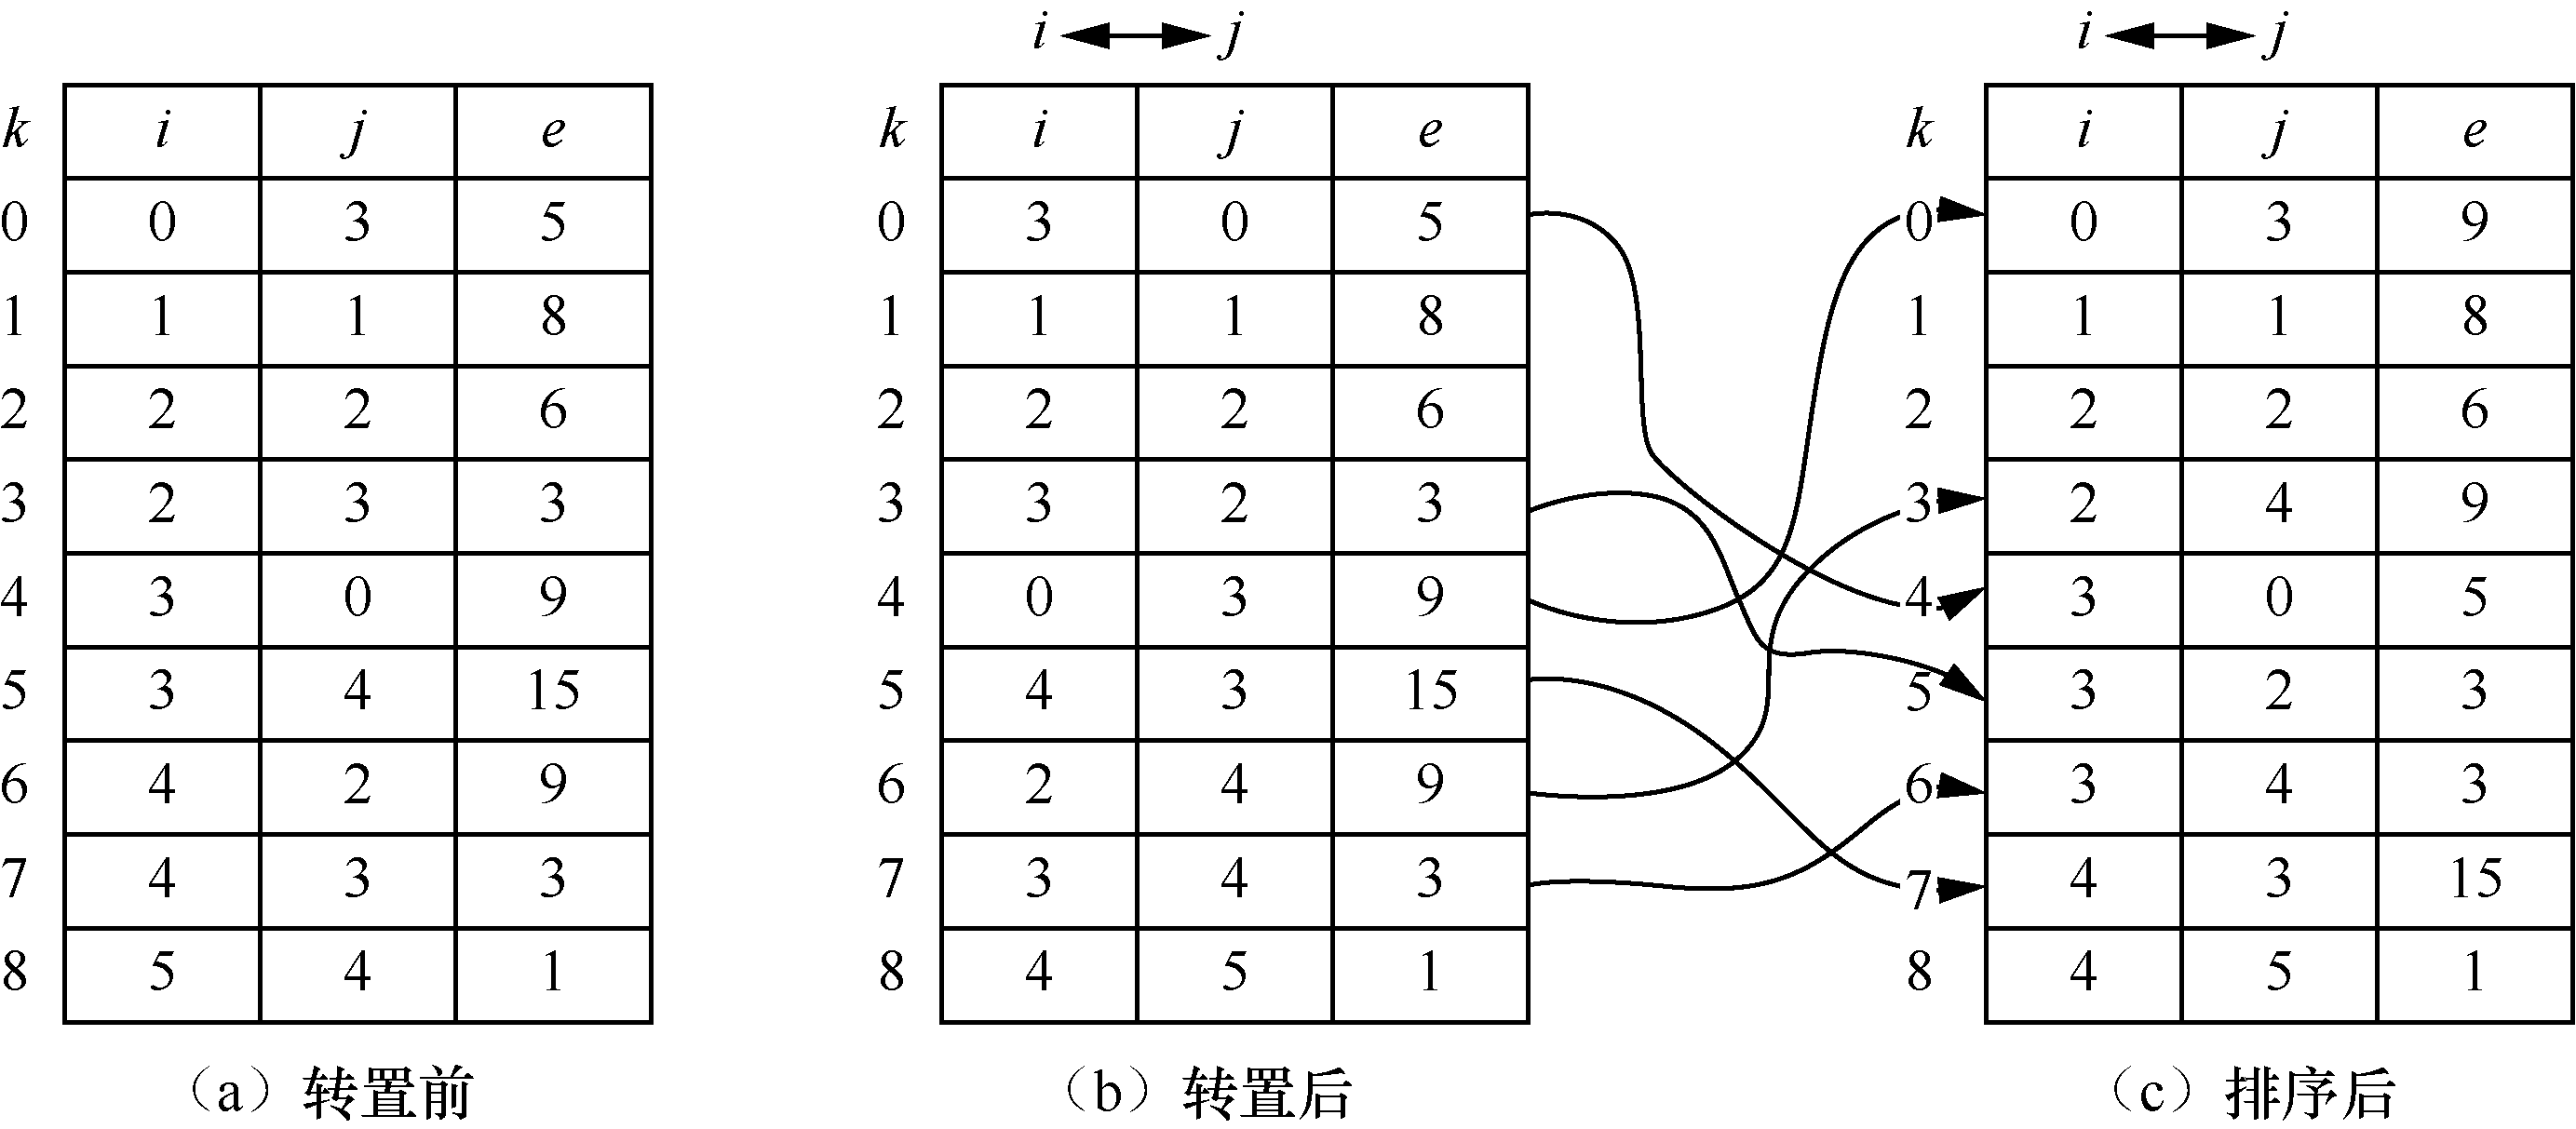 i j i j
k i j e k i j e k i j e
0 0 3 5 0 3 0 5 0 0 3 9
1 1 1 8 1 1 1 8 1 1 1 8
2 2 2 6 2 2 2 6 2 2 2 6
3 2 3 3 3 3 2 3 3 2 4 9
4 3 0 9 4 0 3 9 4 3 0 5
5 3 4 15 5 4 3 15 5 3 2 3
6 4 2 9 6 2 4 9 6 3 4 3
7 4 3 3 7 3 4 3 7 4 3 15
8 5 4 1 8 4 5 1 8 4 5 1
（a）转置前 （b）转置后 （c）排序后